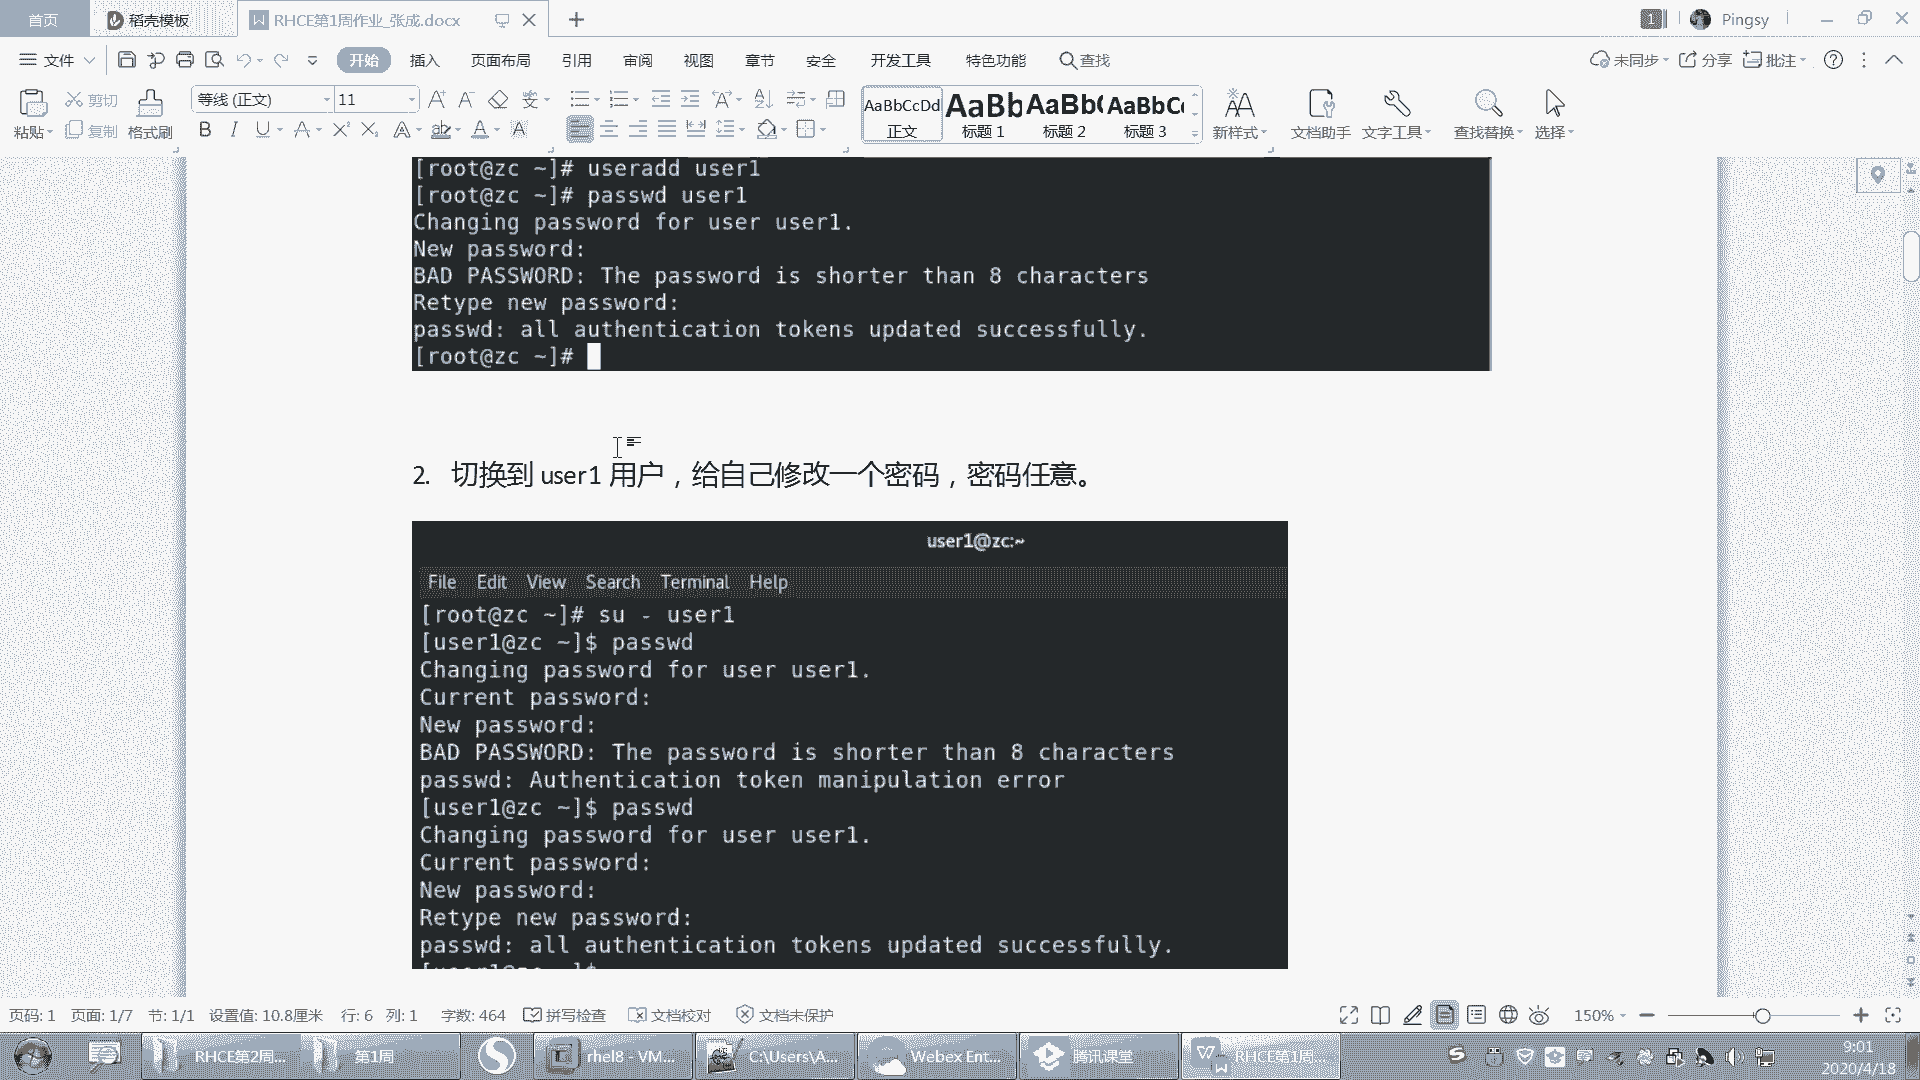 首页 稻壳模板 RHCE第1周作业_张成.docx 1 Pingsy
文件 开始 插入 页面布局 引用 审阅 视图 章节 安全 开发工具 特色功能 查找 未同步 分享 批注
粘贴 剪切 复制 格式刷 等线 (正文) 11 AaBbCcDd 正文 AaBb 标题 1 AaBb( 标题 2 AaBbC 标题 3 新样式 文档助手 文字工具 查找替换 选择
[root@zc ~]# useradd user1
[root@zc ~]# passwd user1
Changing password for user user1.
New password:
BAD PASSWORD: The password is shorter than 8 characters
Retype new password:
passwd: all authentication tokens updated successfully.
[root@zc ~]#
2. 切换到 user1 用户，给自己修改一个密码，密码任意。
user1@zc:~
File Edit View Search Terminal Help
[root@zc ~]# su - user1
[user1@zc ~]$ passwd
Changing password for user user1.
Current password:
New password:
BAD PASSWORD: The password is shorter than 8 characters
passwd: Authentication token manipulation error
[user1@zc ~]$ passwd
Changing password for user user1.
Current password:
New password:
Retype new password:
passwd: all authentication tokens updated successfully.
页码: 1 页面: 1/7 节: 1/1 设置值: 10.8厘米 行: 6 列: 1 字数: 464 拼写检查 文档校对 文档未保护 150%
RHCE第2周... 第1周 rhel8 - VM... C:\Users\A... Webex Ent... 腾讯课堂 RHCE第1周... 9:01
2020/4/18